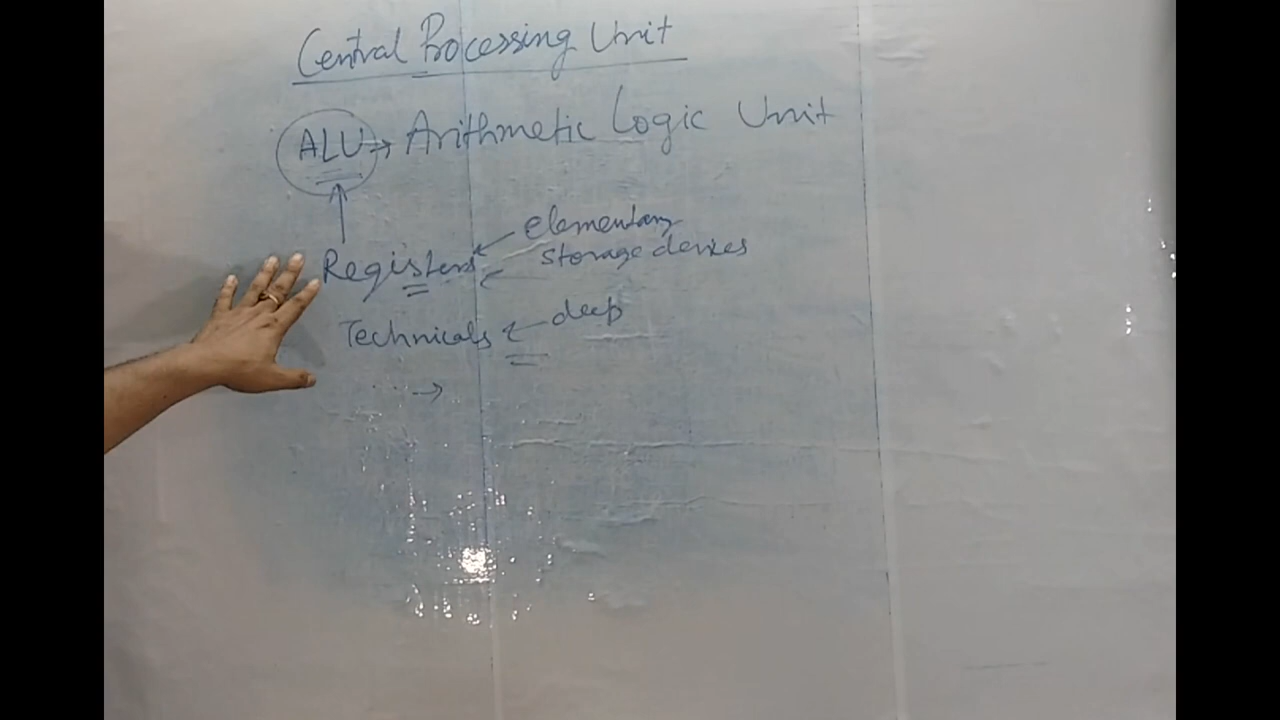 Central Processing Unit
ALU → Arithmetic Logic Unit
elementary
Registers storage devices
Technicals ← deep